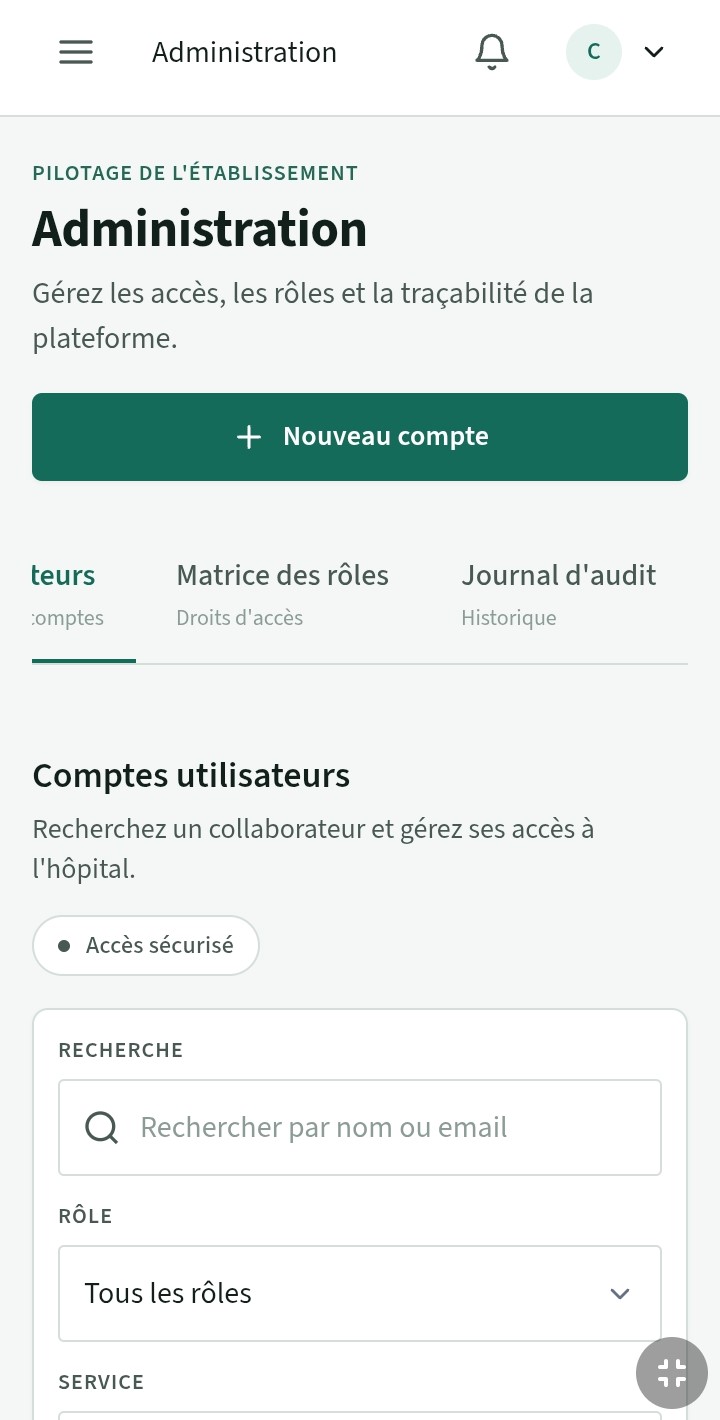 Administration
C
PILOTAGE DE L'ÉTABLISSEMENT
Administration
Gérez les accès, les rôles et la traçabilité de la
plateforme.
Nouveau compte
teurs Matrice des rôles Journal d'audit
comptes Droits d'accès Historique
Comptes utilisateurs
Recherchez un collaborateur et gérez ses accès à
l'hôpital.
Accès sécurisé
RECHERCHE
Rechercher par nom ou email
RÔLE
Tous les rôles
SERVICE